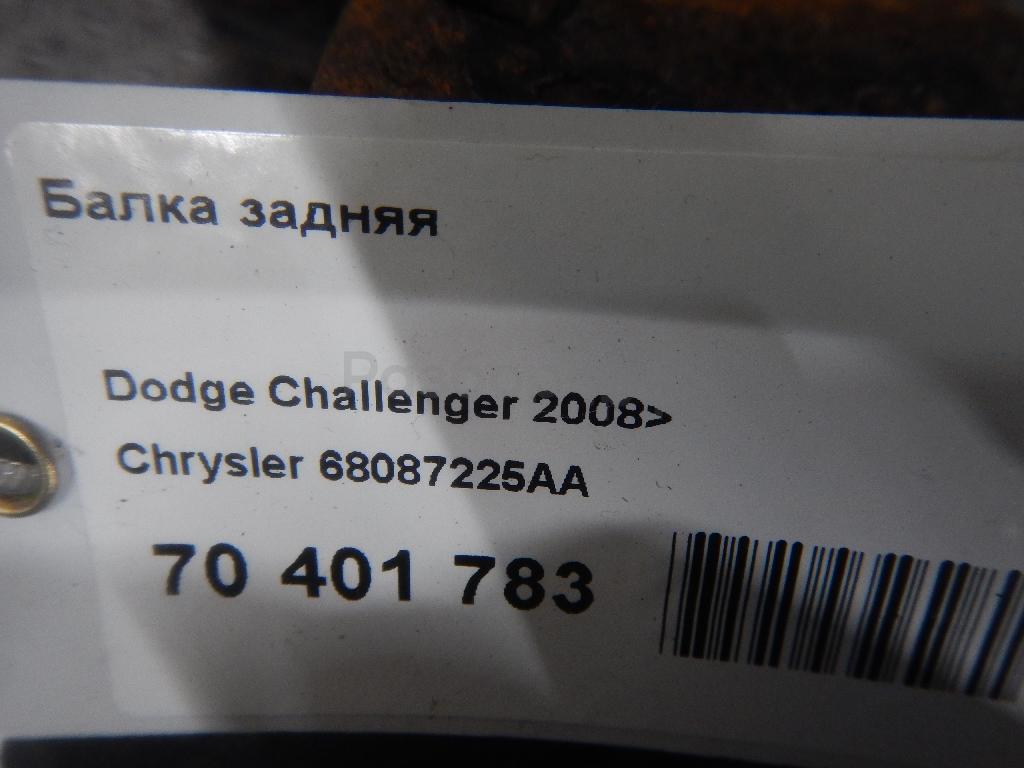 Балка задняя
Dodge Challenger 2008>
Chrysler 68087225AA
70 401 783